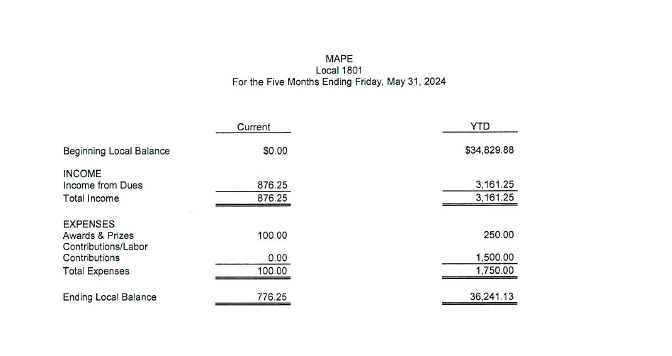 MAPE
Local 1801
For the Five Months Ending Friday, May 31, 2024
Current YTD
Beginning Local Balance $0.00 $34,829.88
INCOME
Income from Dues 876.25 3,161.25
Total Income 876.25 3,161.25
EXPENSES
Awards & Prizes 100.00 250.00
Contributions/Labor
Contributions 0.00 1,500.00
Total Expenses 100.00 1,750.00
Ending Local Balance 776.25 36,241.13